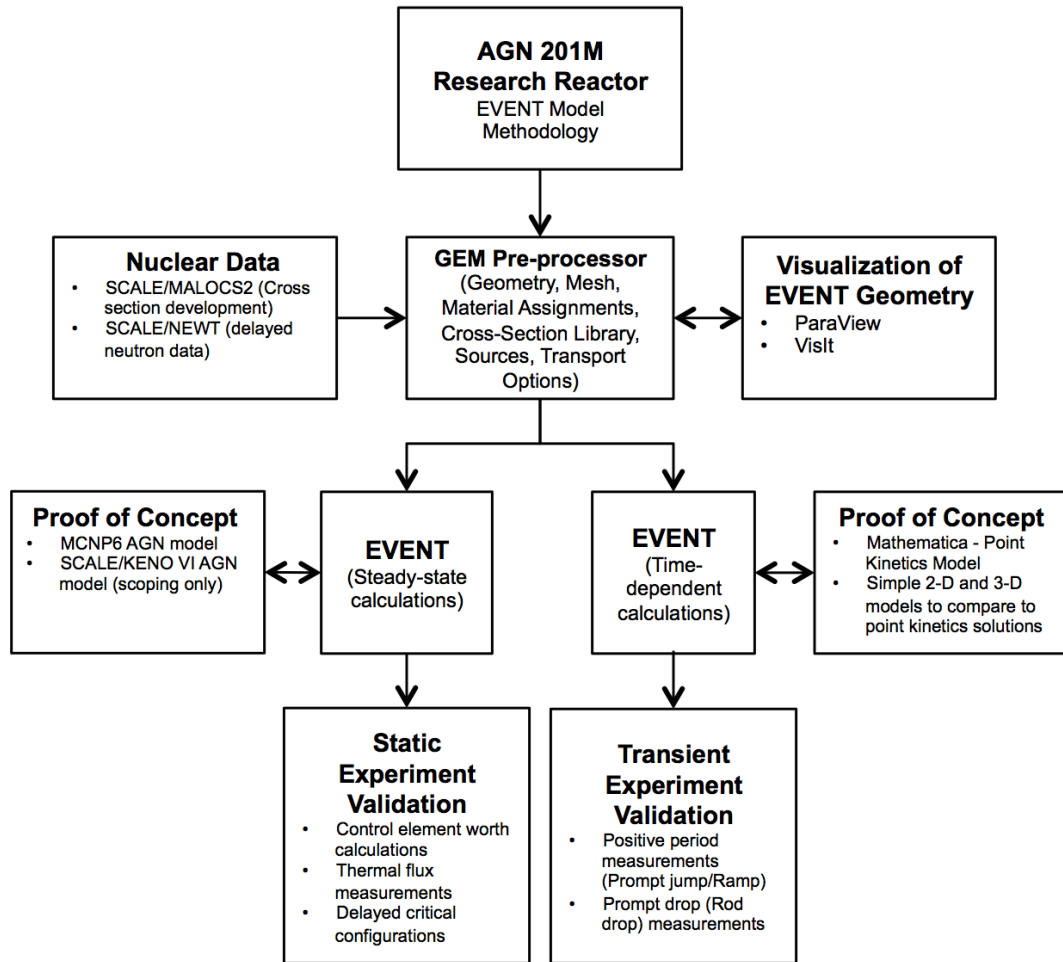 AGN 201M
Research Reactor
EVENT Model
Methodology
Nuclear Data
• SCALE/MALOCS2 (Cross
section development)
• SCALE/NEWT (delayed
neutron data)
GEM Pre-processor
(Geometry, Mesh,
Material Assignments,
Cross-Section Library,
Sources, Transport
Options)
Visualization of
EVENT Geometry
• ParaView
• VisIt
Proof of Concept
• MCNP6 AGN model
• SCALE/KENO VI AGN
model (scoping only)
EVENT
(Steady-state
calculations)
EVENT
(Time-
dependent
calculations)
Proof of Concept
• Mathematica - Point
Kinetics Model
• Simple 2-D and 3-D
models to compare to
point kinetics solutions
Static
Experiment
Validation
• Control element worth
calculations
• Thermal flux
measurements
• Delayed critical
configurations
Transient
Experiment
Validation
• Positive period
measurements
(Prompt jump/Ramp)
• Prompt drop (Rod
drop) measurements